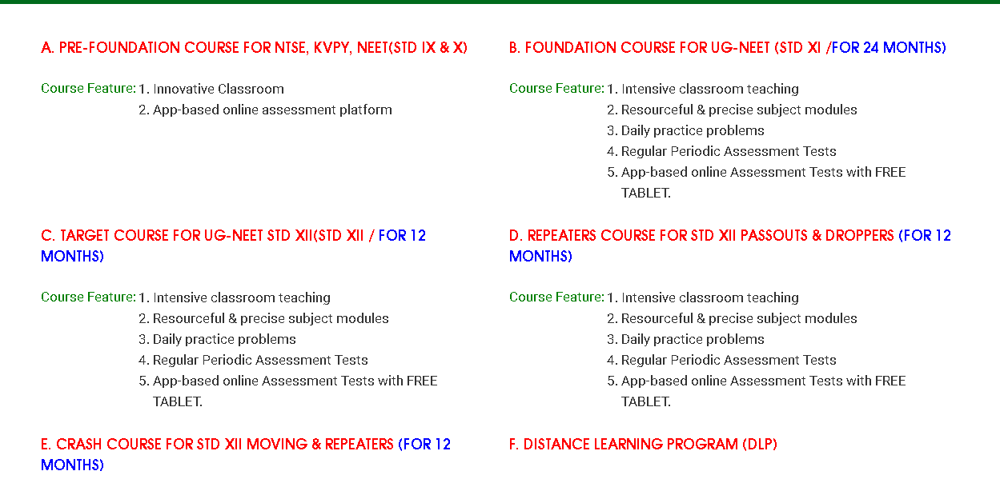 A. PRE-FOUNDATION COURSE FOR NTSE, KVPY, NEET(STD IX & X)
Course Feature: 1. Innovative Classroom
2. App-based online assessment platform
B. FOUNDATION COURSE FOR UG-NEET (STD XI /FOR 24 MONTHS)
Course Feature: 1. Intensive classroom teaching
2. Resourceful & precise subject modules
3. Daily practice problems
4. Regular Periodic Assessment Tests
5. App-based online Assessment Tests with FREE
TABLET.
C. TARGET COURSE FOR UG-NEET STD XII(STD XII / FOR 12
MONTHS)
Course Feature: 1. Intensive classroom teaching
2. Resourceful & precise subject modules
3. Daily practice problems
4. Regular Periodic Assessment Tests
5. App-based online Assessment Tests with FREE
TABLET.
D. REPEATERS COURSE FOR STD XII PASSOUTS & DROPPERS (FOR 12
MONTHS)
Course Feature: 1. Intensive classroom teaching
2. Resourceful & precise subject modules
3. Daily practice problems
4. Regular Periodic Assessment Tests
5. App-based online Assessment Tests with FREE
TABLET.
E. CRASH COURSE FOR STD XII MOVING & REPEATERS (FOR 12
MONTHS)
F. DISTANCE LEARNING PROGRAM (DLP)